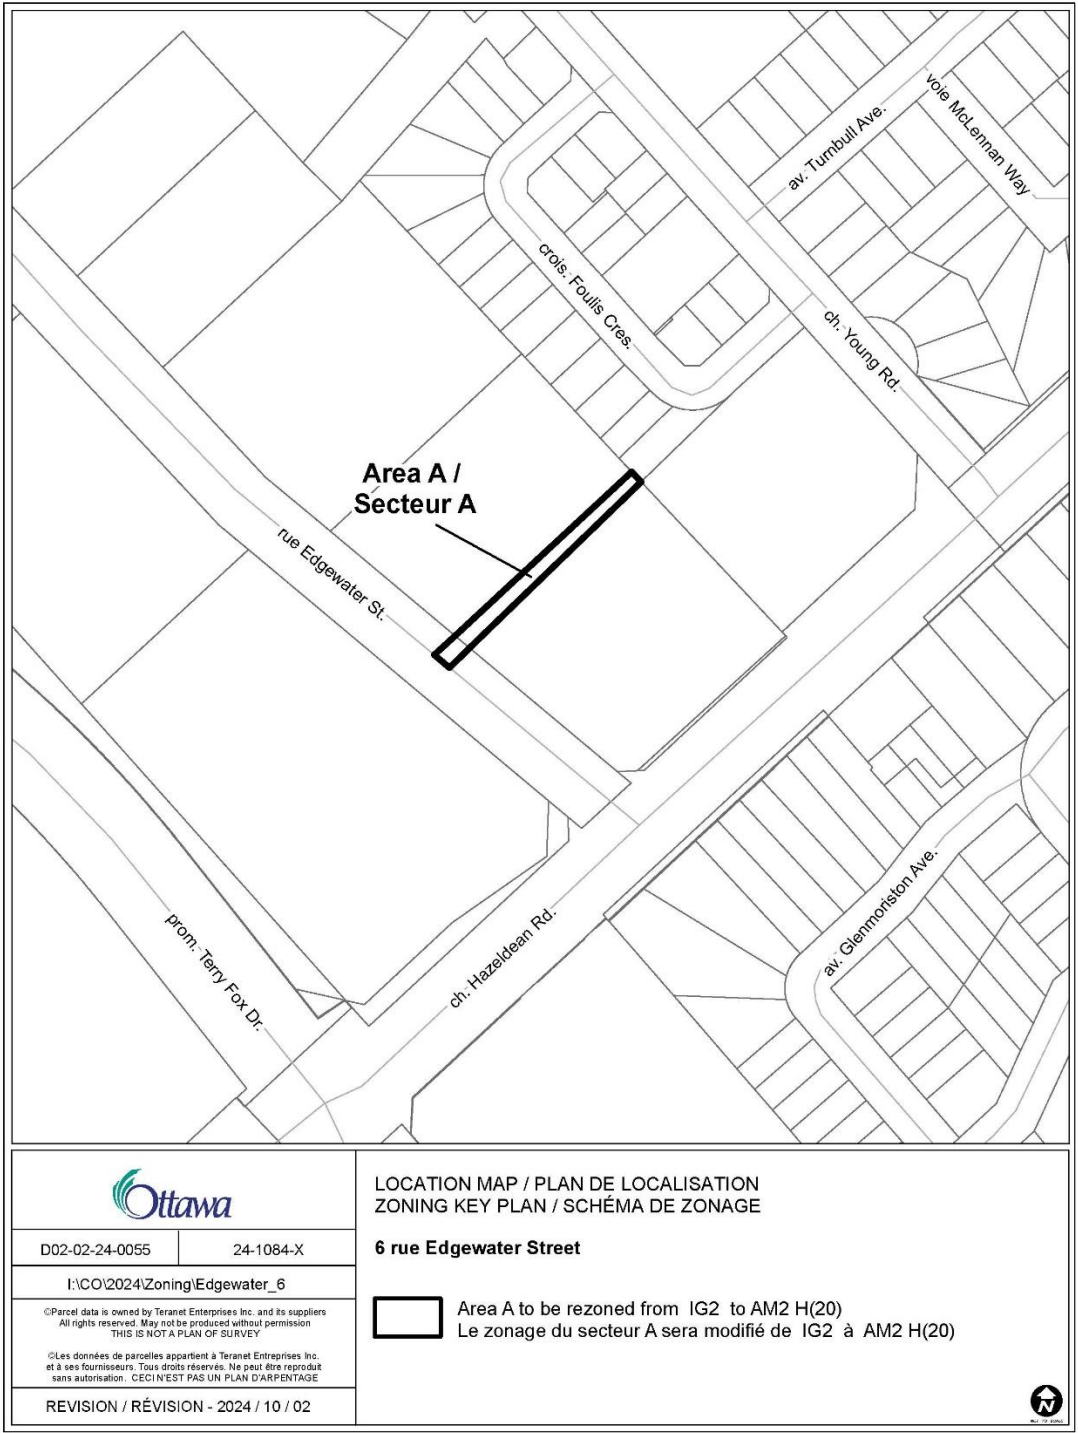 voie McLennan Way
av. Turnbull Ave.
crois. Foulis Cres.
ch. Young Rd.
Area A /
Secteur A
rue Edgewater St.
av. Glenmoriston Ave.
prom. Terry Fox Dr.
ch. Hazeldean Rd.
Ottawa
D02-02-24-0055
24-1084-X
I:\CO\2024\Zoning\Edgewater_6
©Parcel data is owned by Teranet Enterprises Inc. and its suppliers
All rights reserved. May not be produced without permission
THIS IS NOT A PLAN OF SURVEY
©Les données de parcelles appartient à Teranet Entreprises Inc.
et à ses fournisseurs. Tous droits réservés. Ne peut être reproduit
sans autorisation. CECI N'EST PAS UN PLAN D'ARPENTAGE
REVISION / RÉVISION - 2024 / 10 / 02
LOCATION MAP / PLAN DE LOCALISATION
ZONING KEY PLAN / SCHÉMA DE ZONAGE
6 rue Edgewater Street
Area A to be rezoned from IG2 to AM2 H(20)
Le zonage du secteur A sera modifié de IG2 à AM2 H(20)
N
NOT TO SCALE